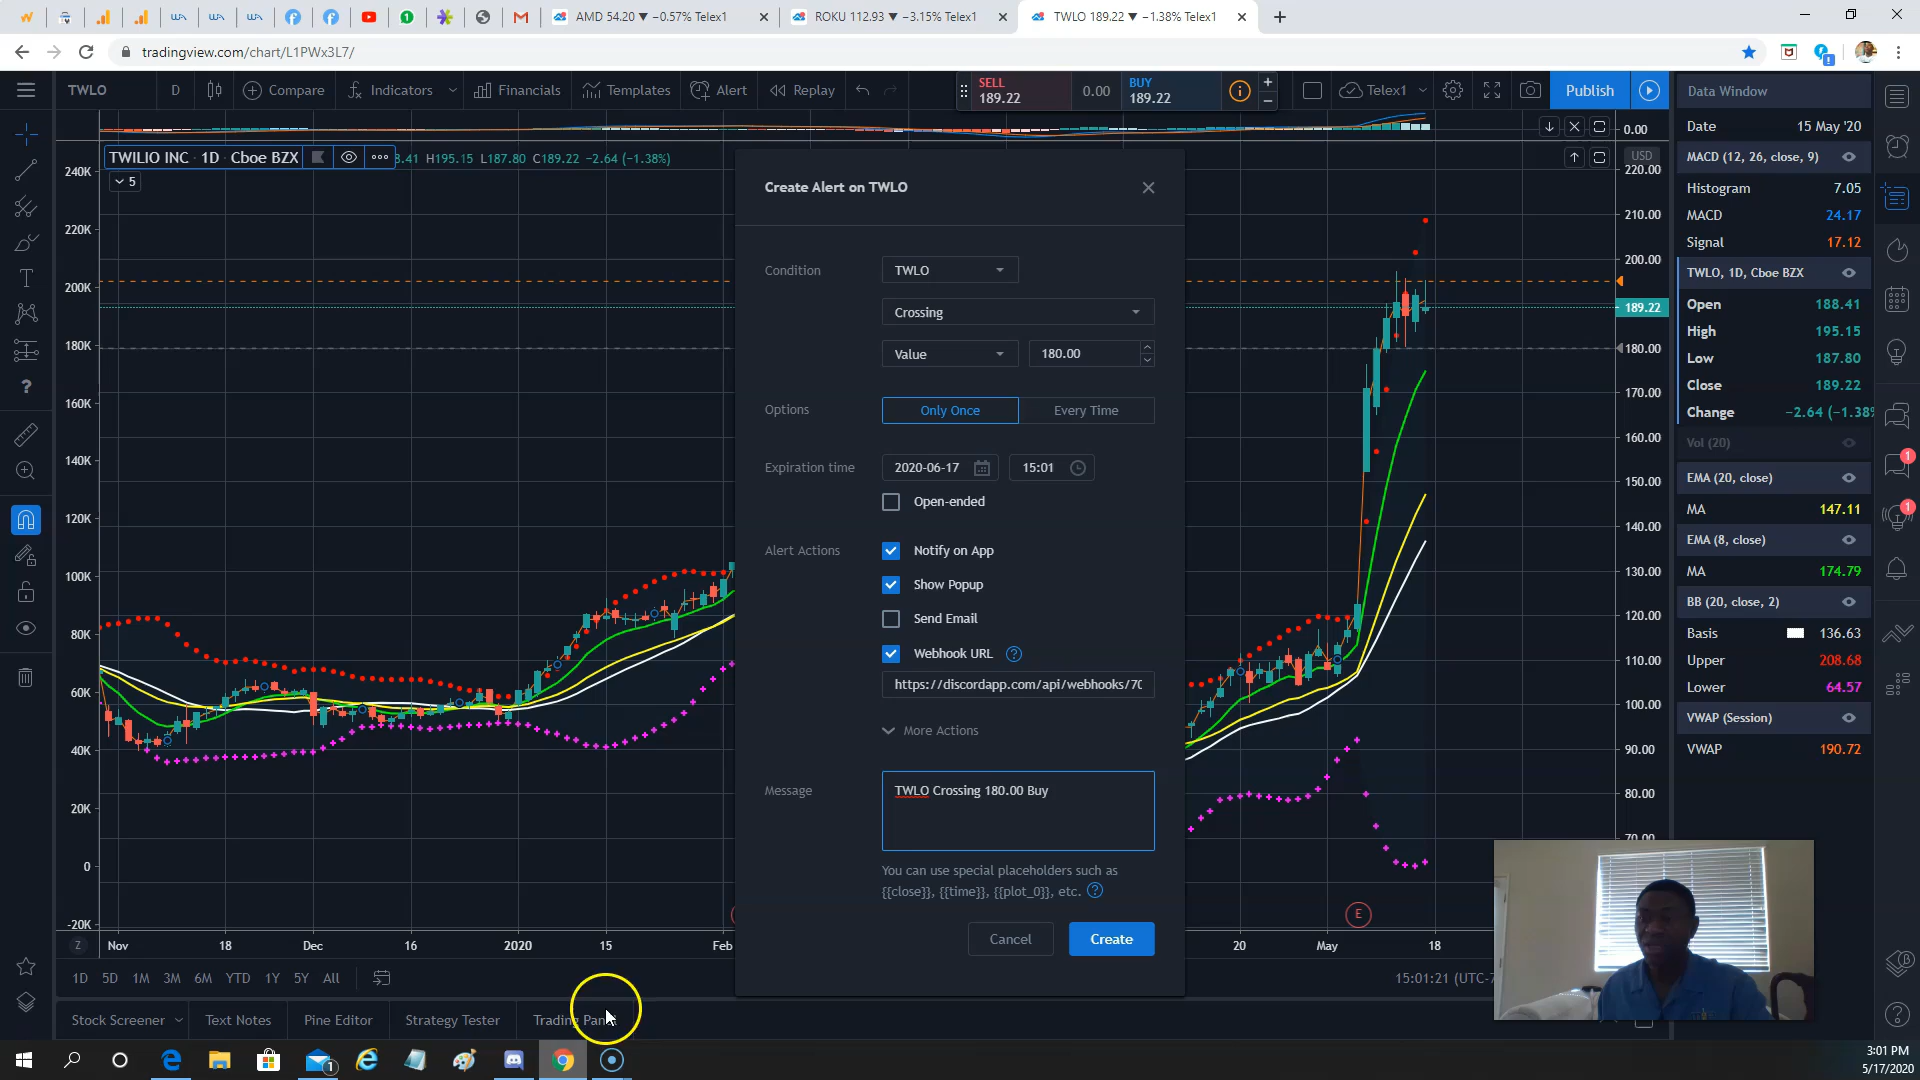 AMD 54.20 ▼ −0.57% Telex1
ROKU 112.93 ▼ −3.15% Telex1
TWLO 189.22 ▼ −1.38% Telex1
tradingview.com/chart/L1PWx3L7/
TWLO
D
Compare
Indicators
Financials
Templates
Alert
Replay
SELL
189.22
0.00
BUY
189.22
Telex1
Publish
0.00
TWILIO INC · 1D · Cboe BZX
8.41 H195.15 L187.80 C189.22 −2.64 (−1.38%)
5
240K
220K
200K
180K
160K
140K
120K
100K
80K
60K
40K
20K
0
-20K
Create Alert on TWLO
Condition
TWLO
Crossing
Value
180.00
Options
Only Once
Every Time
Expiration time
2020-06-17
15:01
Open-ended
Alert Actions
Notify on App
Show Popup
Send Email
Webhook URL
https://discordapp.com/api/webhooks/70
More Actions
Message
TWLO Crossing 180.00 Buy
You can use special placeholders such as
{{close}}, {{time}}, {{plot_0}}, etc.
Cancel
Create
USD
220.00
210.00
200.00
189.22
180.00
170.00
160.00
150.00
140.00
130.00
120.00
110.00
100.00
90.00
80.00
70.00
E
Z
Nov
18
Dec
16
2020
15
Feb
20
May
18
1D
5D
1M
3M
6M
YTD
1Y
5Y
All
15:01:21 (UTC-7
Stock Screener
Text Notes
Pine Editor
Strategy Tester
Trading Pane
Data Window
Date 15 May '20
MACD (12, 26, close, 9)
Histogram 7.05
MACD 24.17
Signal 17.12
TWLO, 1D, Cboe BZX
Open 188.41
High 195.15
Low 187.80
Close 189.22
Change −2.64 (−1.38%
Vol (20)
EMA (20, close)
MA 147.11
EMA (8, close)
MA 174.79
BB (20, close, 2)
Basis 136.63
Upper 208.68
Lower 64.57
VWAP (Session)
VWAP 190.72
1
1
1
3:01 PM
5/17/2020